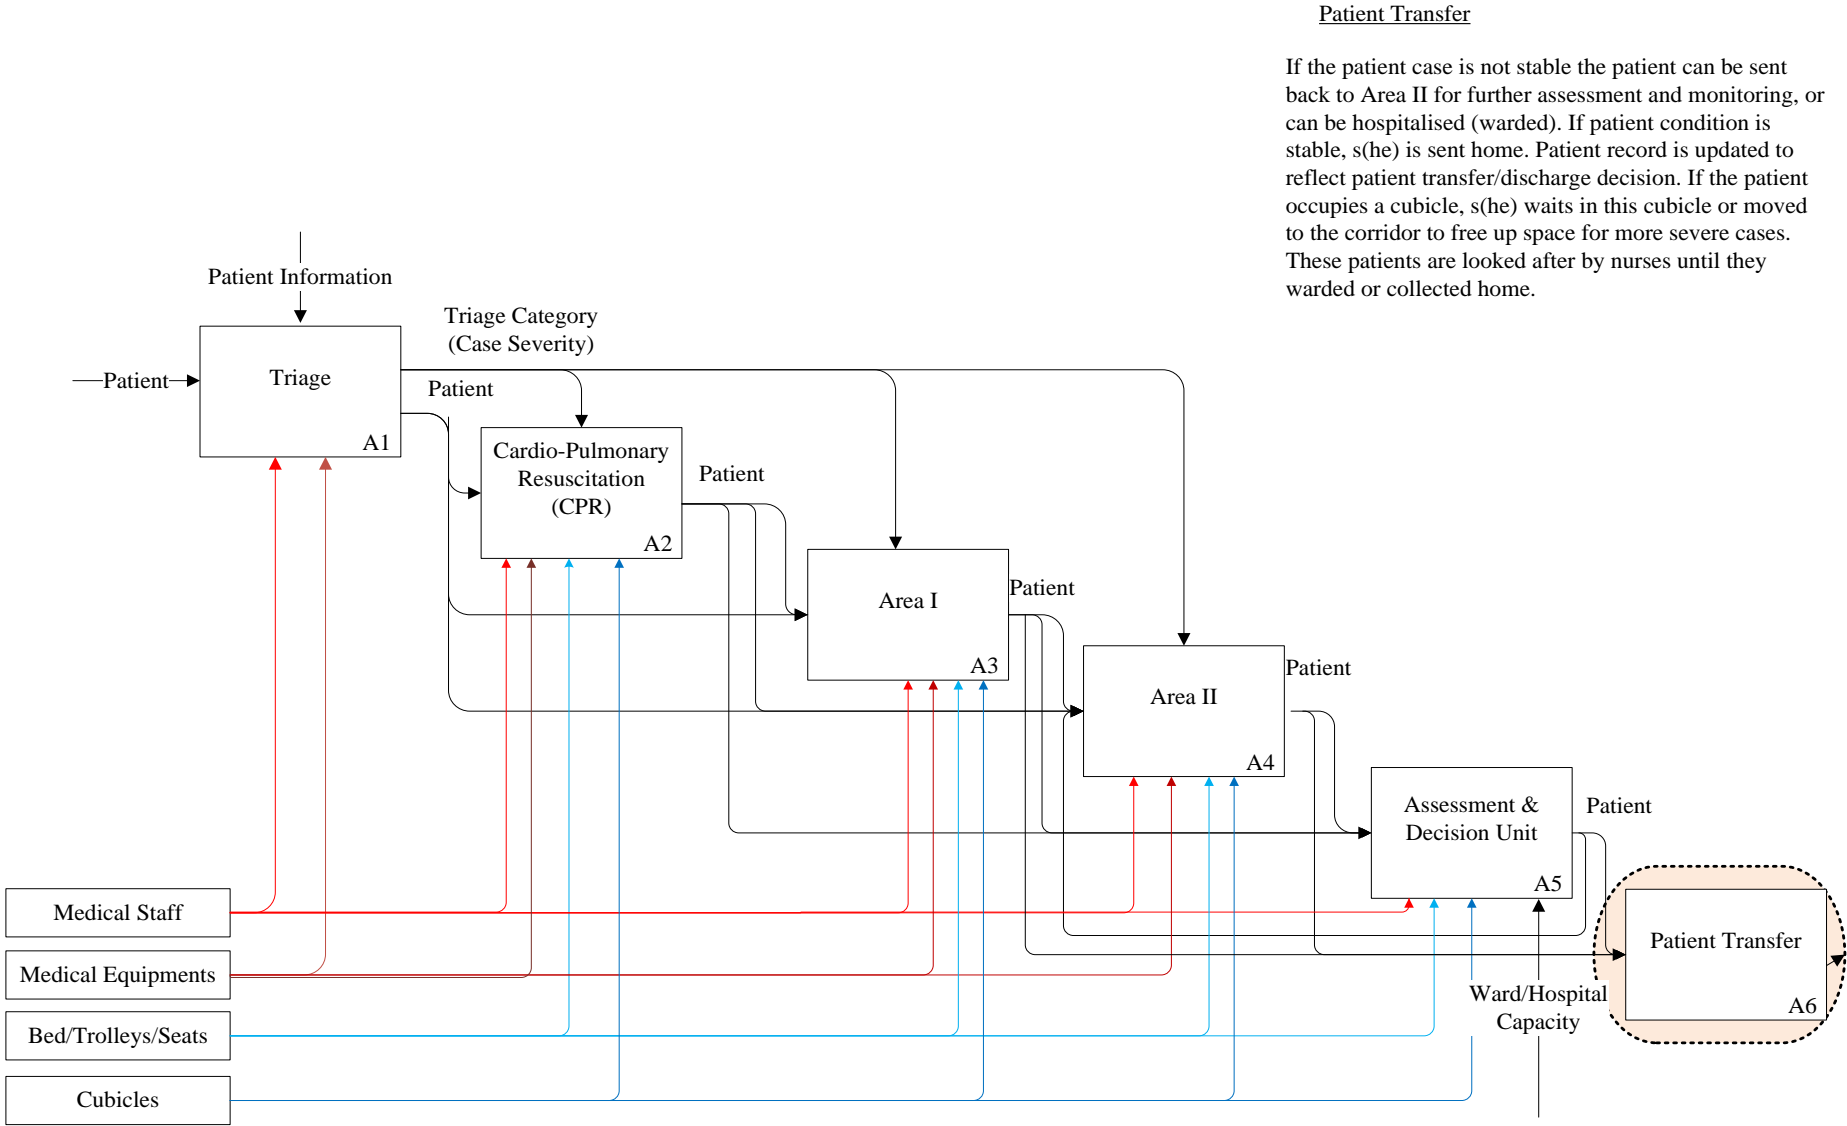 Patient Transfer
If the patient case is not stable the patient can be sent
back to Area II for further assessment and monitoring, or
can be hospitalised (warded). If patient condition is
stable, s(he) is sent home. Patient record is updated to
reflect patient transfer/discharge decision. If the patient
occupies a cubicle, s(he) waits in this cubicle or moved
to the corridor to free up space for more severe cases.
These patients are looked after by nurses until they
warded or collected home.
Patient Information
Triage Category
(Case Severity)
Patient
Triage
A1
Patient
Cardio-Pulmonary
Resuscitation
(CPR)
A2
Patient
Area I
A3
Patient
Area II
A4
Patient
Assessment &
Decision Unit
A5
Patient
Patient Transfer
A6
Ward/Hospital
Capacity
Medical Staff
Medical Equipments
Bed/Trolleys/Seats
Cubicles